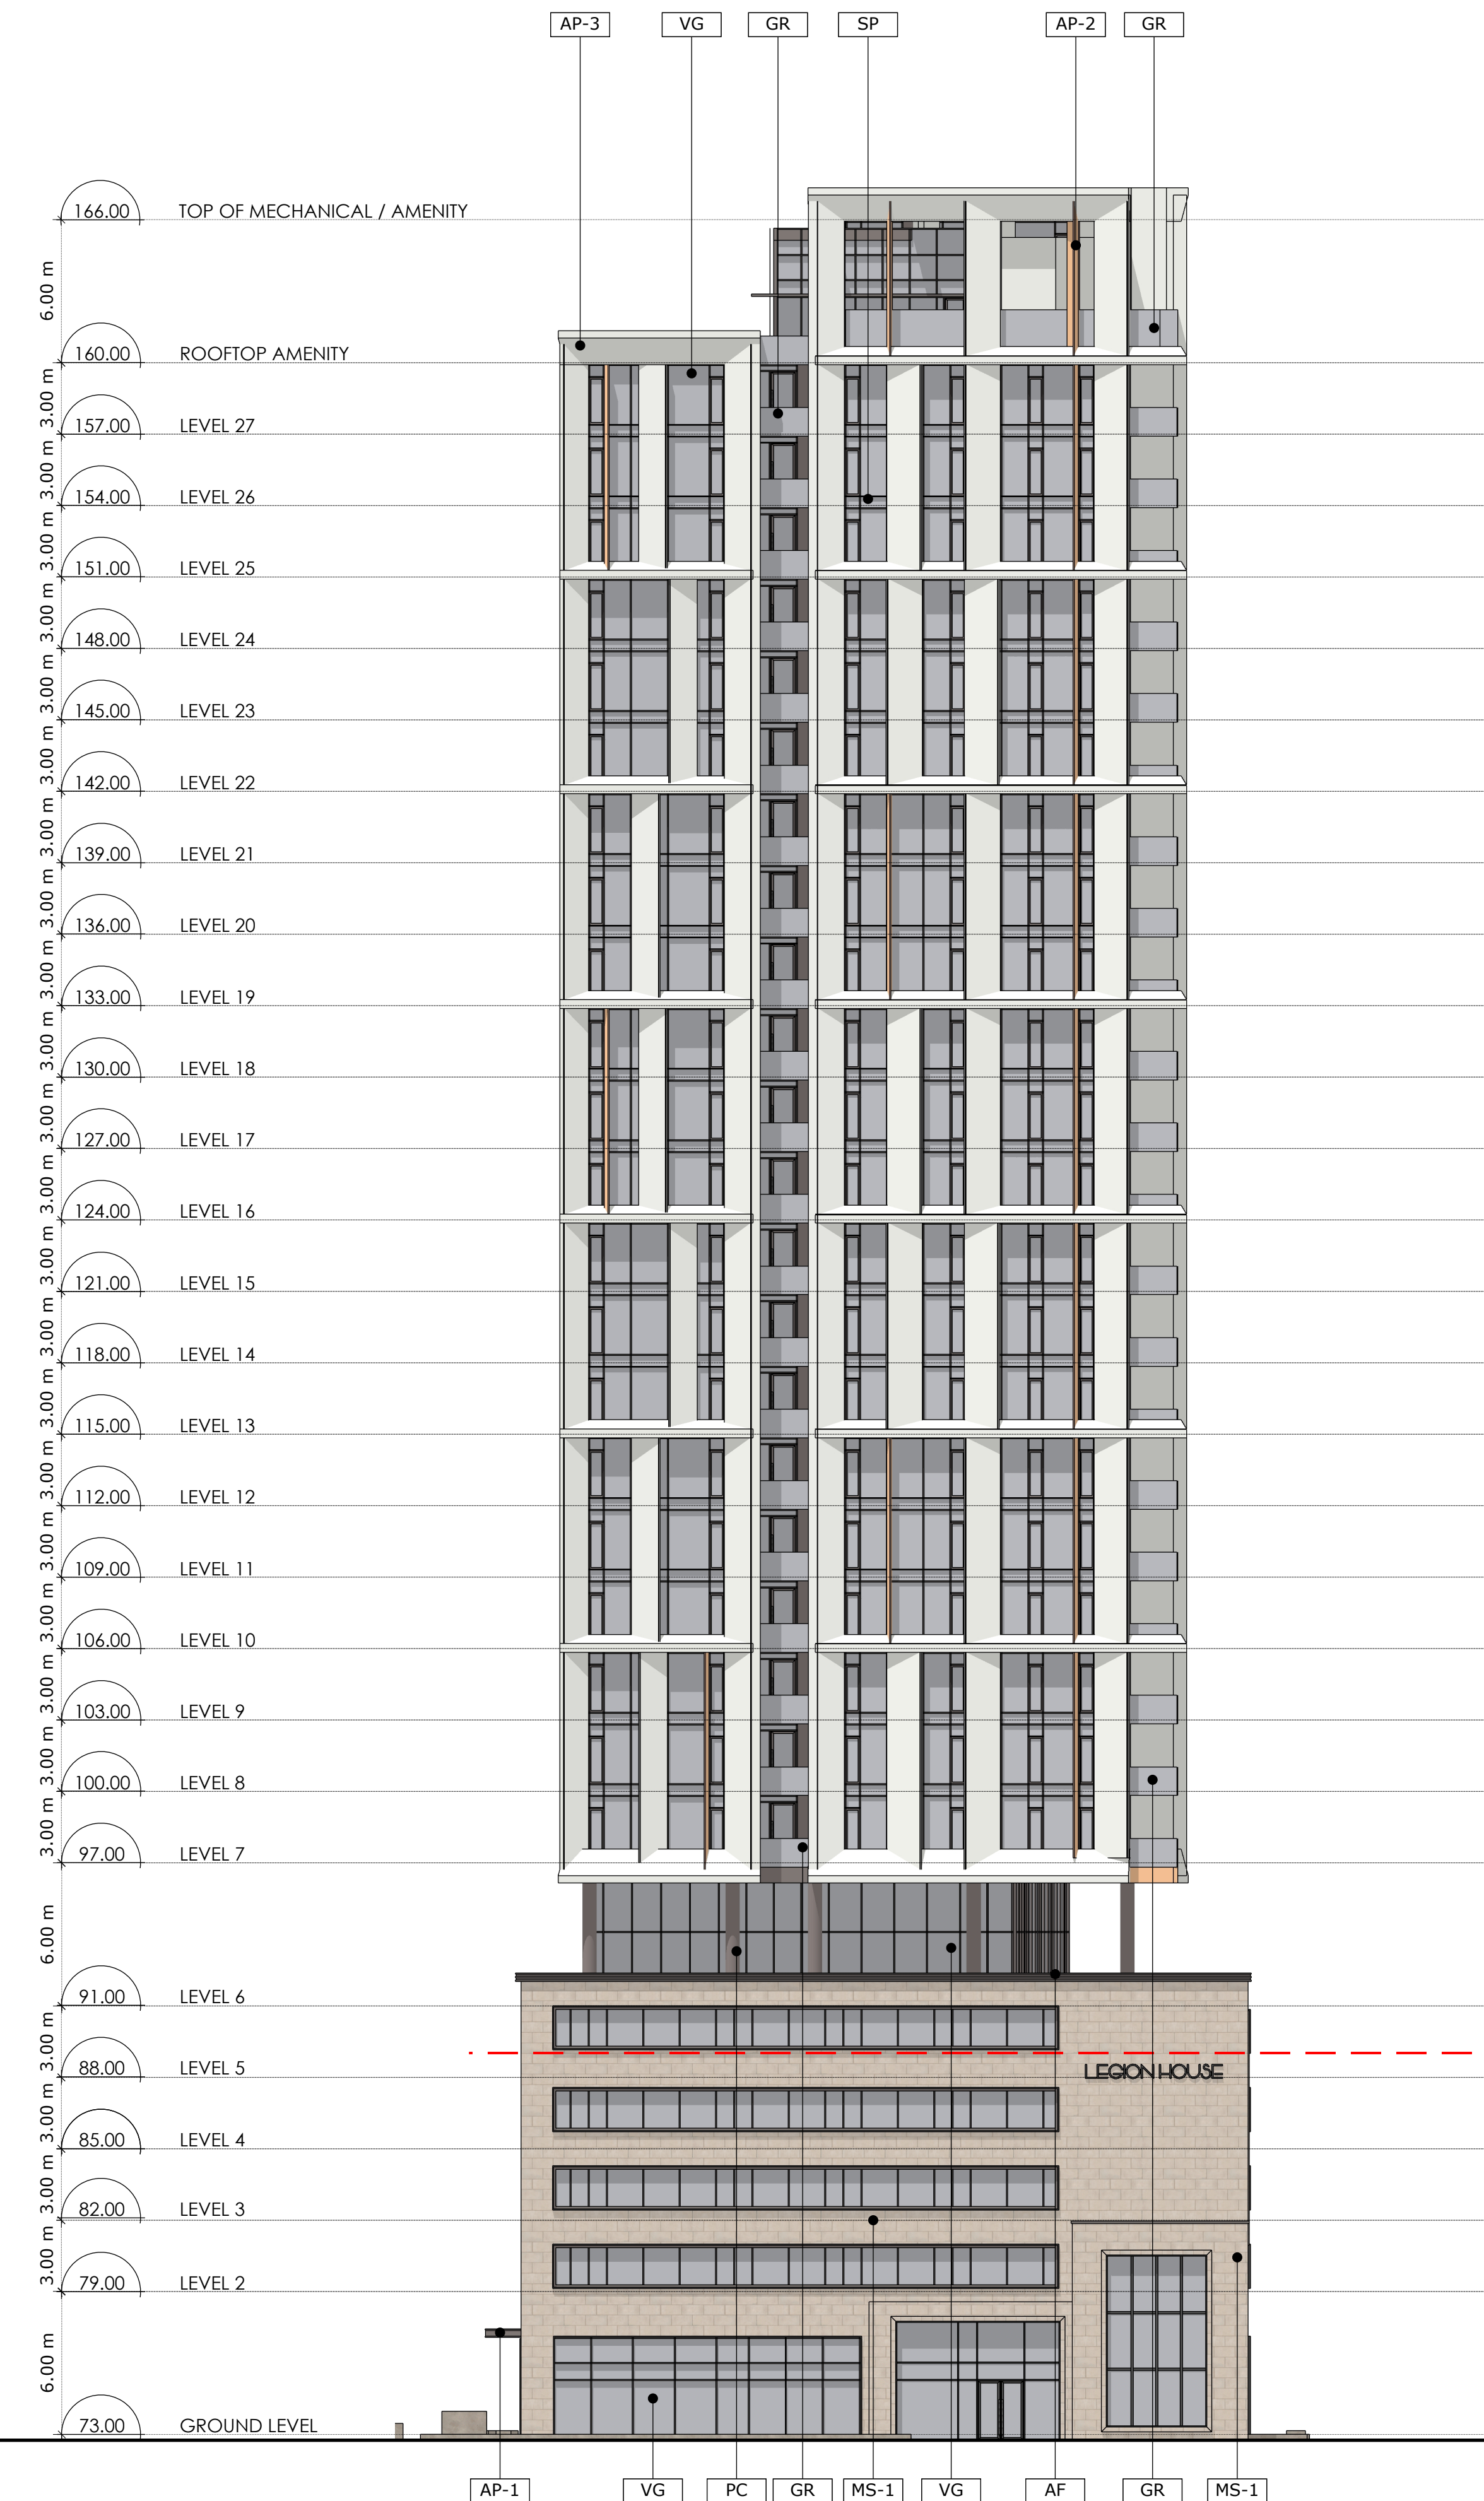 AP-3 VG GR SP AP-2 GR
166.00 TOP OF MECHANICAL / AMENITY
6.00 m
160.00 ROOFTOP AMENITY
3.00 m
157.00 LEVEL 27
3.00 m
154.00 LEVEL 26
3.00 m
151.00 LEVEL 25
3.00 m
148.00 LEVEL 24
3.00 m
145.00 LEVEL 23
3.00 m
142.00 LEVEL 22
3.00 m
139.00 LEVEL 21
3.00 m
136.00 LEVEL 20
3.00 m
133.00 LEVEL 19
3.00 m
130.00 LEVEL 18
3.00 m
127.00 LEVEL 17
3.00 m
124.00 LEVEL 16
3.00 m
121.00 LEVEL 15
3.00 m
118.00 LEVEL 14
3.00 m
115.00 LEVEL 13
3.00 m
112.00 LEVEL 12
3.00 m
109.00 LEVEL 11
3.00 m
106.00 LEVEL 10
3.00 m
103.00 LEVEL 9
3.00 m
100.00 LEVEL 8
3.00 m
97.00 LEVEL 7
6.00 m
91.00 LEVEL 6
3.00 m
88.00 LEVEL 5
LEGION HOUSE
3.00 m
85.00 LEVEL 4
3.00 m
82.00 LEVEL 3
3.00 m
79.00 LEVEL 2
6.00 m
73.00 GROUND LEVEL
AP-1 VG PC GR MS-1 VG AF GR MS-1